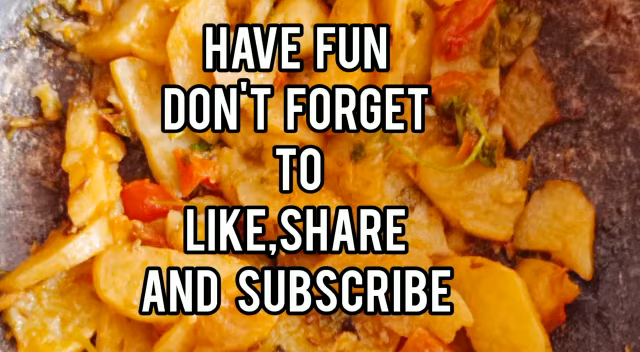 HAVE FUN
DON'T FORGET
TO
LIKE,SHARE
AND SUBSCRIBE